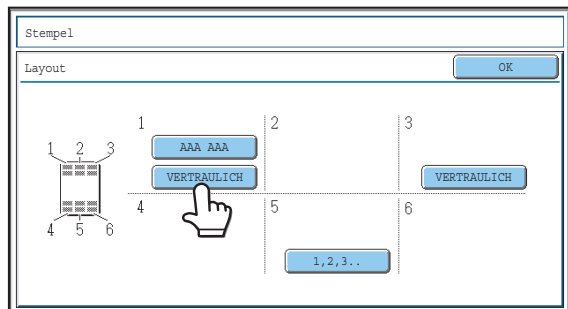 Stempel
Layout
OK
1 2 3
1 2 3
AAA AAA
VERTRAULICH
VERTRAULICH
4 5 6
4 5 6
1,2,3..